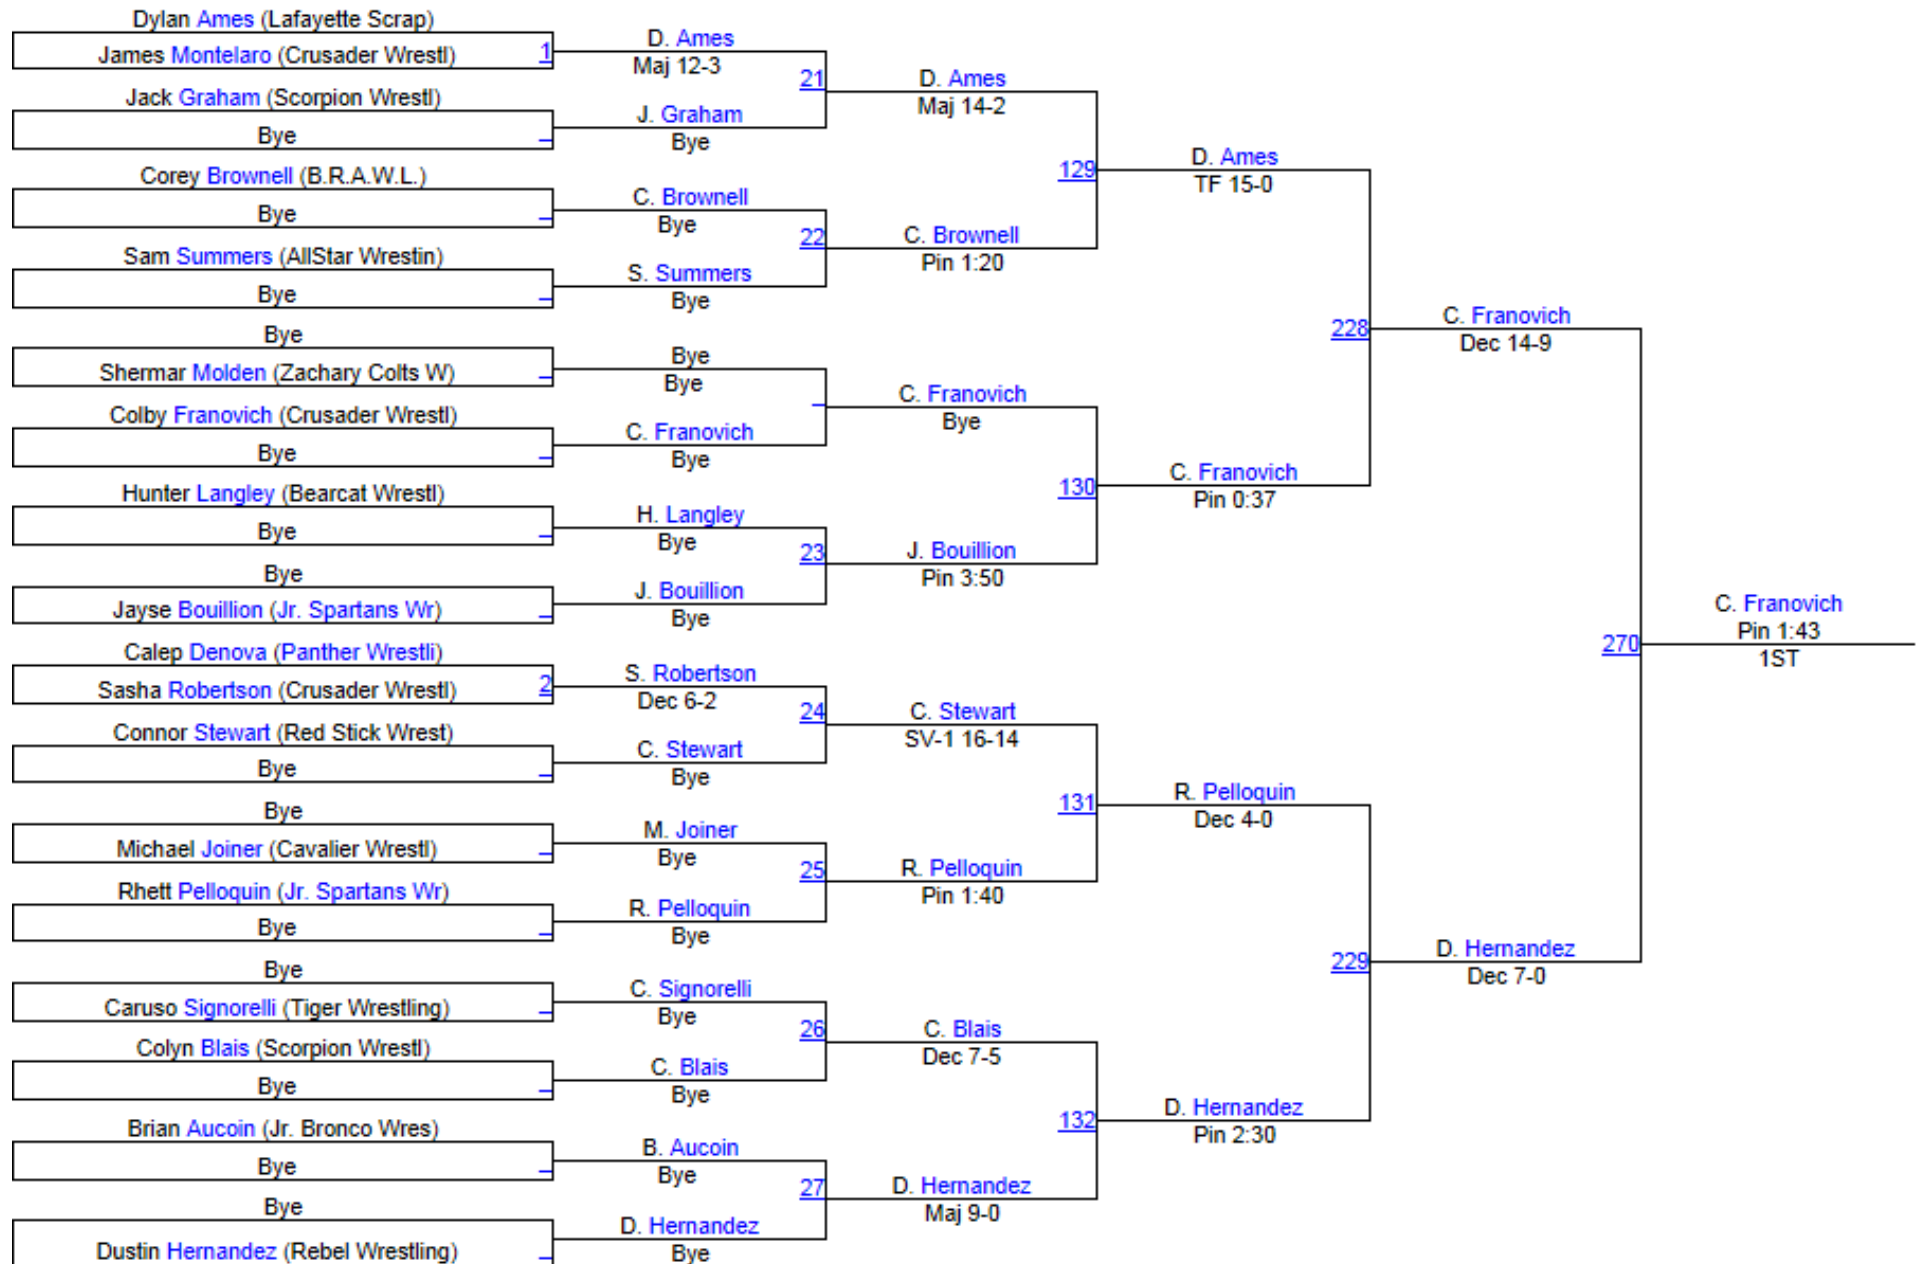 Dylan Ames (Lafayette Scrap)
James Montelaro (Crusader Wrestl) 1
Jack Graham (Scorpion Wrestl)
Bye
Corey Brownell (B.R.A.W.L.)
Bye
Sam Summers (AllStar Wrestin)
Bye
Bye
Shermar Molden (Zachary Colts W)
Colby Franovich (Crusader Wrestl)
Bye
Hunter Langley (Bearcat Wrestl)
Bye
Bye
Jayse Bouillion (Jr. Spartans Wr)
Calep Denova (Panther Wrestli)
Sasha Robertson (Crusader Wrestl) 2
Connor Stewart (Red Stick Wrest)
Bye
Bye
Michael Joiner (Cavalier Wrestl)
Rhett Pelloquin (Jr. Spartans Wr)
Bye
Bye
Caruso Signorelli (Tiger Wrestling)
Colyn Blais (Scorpion Wrestl)
Bye
Brian Aucoin (Jr. Bronco Wres)
Bye
Bye
Dustin Hernandez (Rebel Wrestling)
D. Ames
Maj 12-3
21
J. Graham
Bye
C. Brownell
Bye
22
S. Summers
Bye
Bye
Bye
C. Franovich
Bye
H. Langley
Bye
23
J. Bouillion
Bye
S. Robertson
Dec 6-2
24
C. Stewart
Bye
M. Joiner
Bye
25
R. Pelloquin
Bye
C. Signorelli
Bye
26
C. Blais
Bye
B. Aucoin
Bye
27
D. Hernandez
Bye
D. Ames
Maj 14-2
129
C. Brownell
Pin 1:20
C. Franovich
Bye
130
J. Bouillion
Pin 3:50
C. Stewart
SV-1 16-14
131
R. Pelloquin
Pin 1:40
C. Blais
Dec 7-5
132
D. Hernandez
Maj 9-0
D. Ames
TF 15-0
228
C. Franovich
Pin 0:37
R. Pelloquin
Dec 4-0
229
D. Hernandez
Pin 2:30
C. Franovich
Dec 14-9
270
D. Hernandez
Dec 7-0
C. Franovich
Pin 1:43
1ST